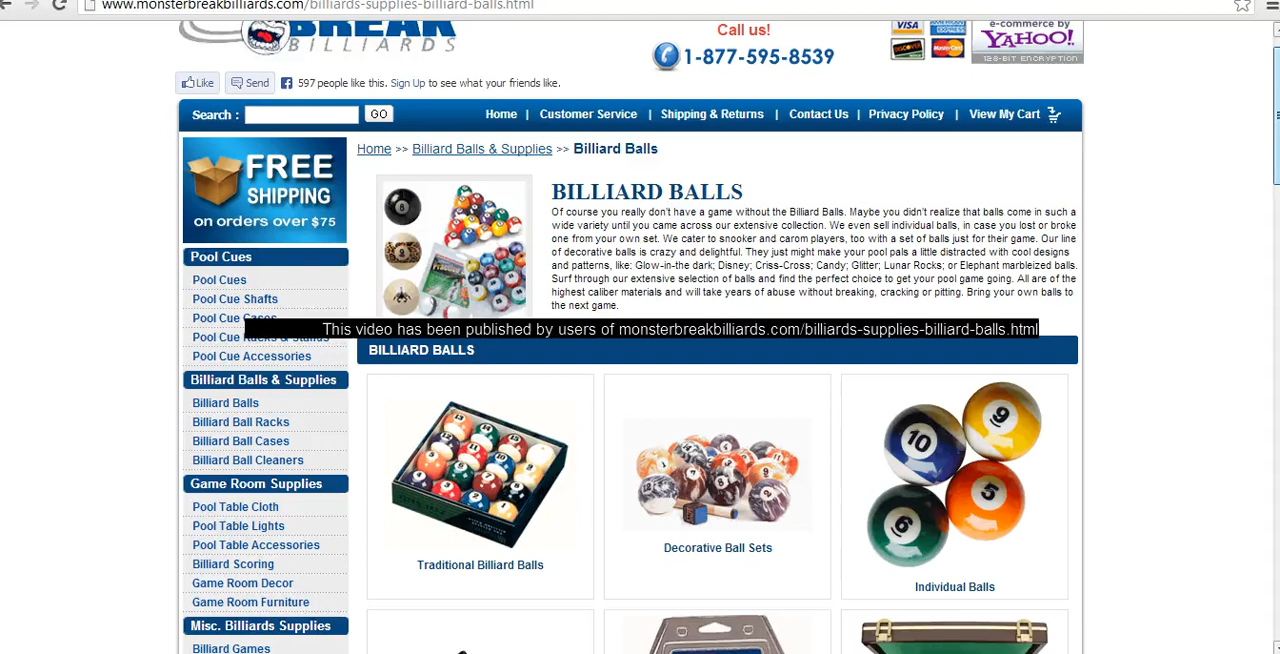 www.monsterbreakbilliards.com/billiards-supplies-billiard-balls.html
BREAK
BILLIARDS
Call us!
1-877-595-8539
VISA
AMERICAN EXPRESS
DISCOVER
MasterCard
e-commerce by
YAHOO!
128-BIT ENCRYPTION
Like
Send
597 people like this. Sign Up to see what your friends like.
Search :
GO
Home | Customer Service | Shipping & Returns | Contact Us | Privacy Policy | View My Cart
FREE
SHIPPING
on orders over $75
Home >> Billiard Balls & Supplies >> Billiard Balls
BILLIARD BALLS
Of course you really don't have a game without the Billiard Balls. Maybe you didn't realize that balls come in such a
wide variety until you came across our extensive collection. We even sell individual balls, in case you lost or broke
one from your own set. We cater to snooker and carom players, too with a set of balls just for their game. Our line
of decorative balls is crazy and delightful. They just might make your pool pals a little distracted with cool designs
and patterns, like: Glow-in-the dark; Disney; Criss-Cross; Candy; Glitter; Lunar Rocks; or Elephant marbleized balls.
Surf through our extensive selection of balls and find the perfect choice to get your pool game going. All are of the
highest caliber materials and will take years of abuse without breaking, cracking or pitting. Bring your own balls to
the next game.
This video has been published by users of monsterbreakbilliards.com/billiards-supplies-billiard-balls.html
Pool Cues
Pool Cues
Pool Cue Shafts
Pool Cue Cases
Pool Cue Racks & Stands
Pool Cue Accessories
Billiard Balls & Supplies
Billiard Balls
Billiard Ball Racks
Billiard Ball Cases
Billiard Ball Cleaners
Game Room Supplies
Pool Table Cloth
Pool Table Lights
Pool Table Accessories
Billiard Scoring
Game Room Decor
Game Room Furniture
Misc. Billiards Supplies
Billiard Games
BILLIARD BALLS
Traditional Billiard Balls
Decorative Ball Sets
10
9
5
6
Individual Balls